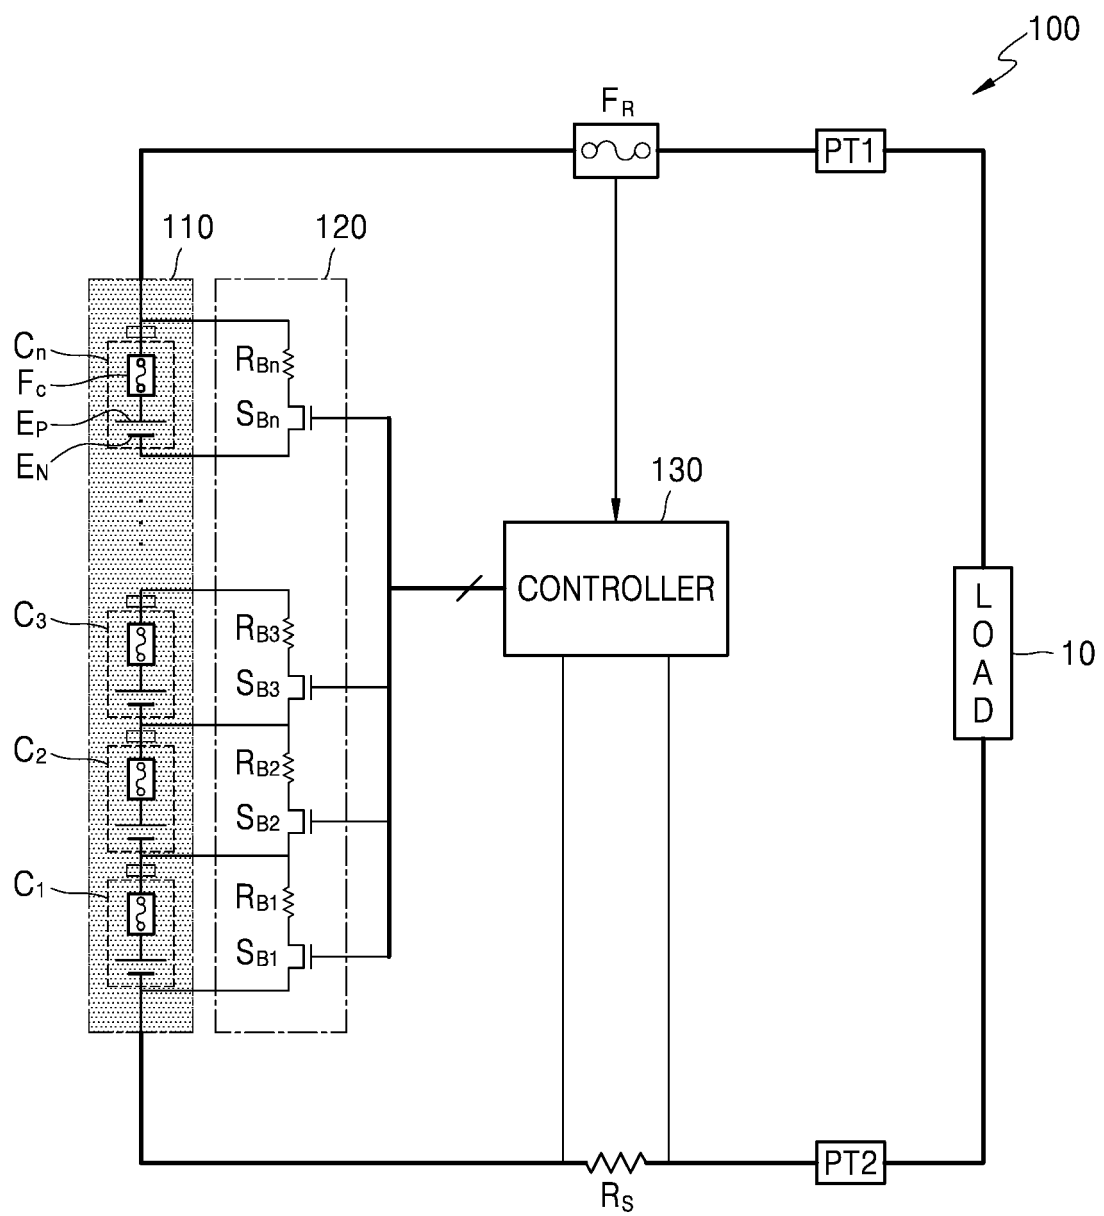 100
FR
PT1
110
120
Cn
Fc
EP
EN
RBn
SBn
130
CONTROLLER
C3
RB3
SB3
LOAD
10
C2
RB2
SB2
C1
RB1
SB1
PT2
RS